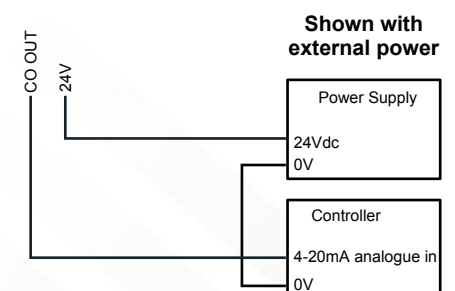 Shown with
external power
CO OUT
24V
Power Supply
24Vdc
0V
Controller
4-20mA analogue in
0V